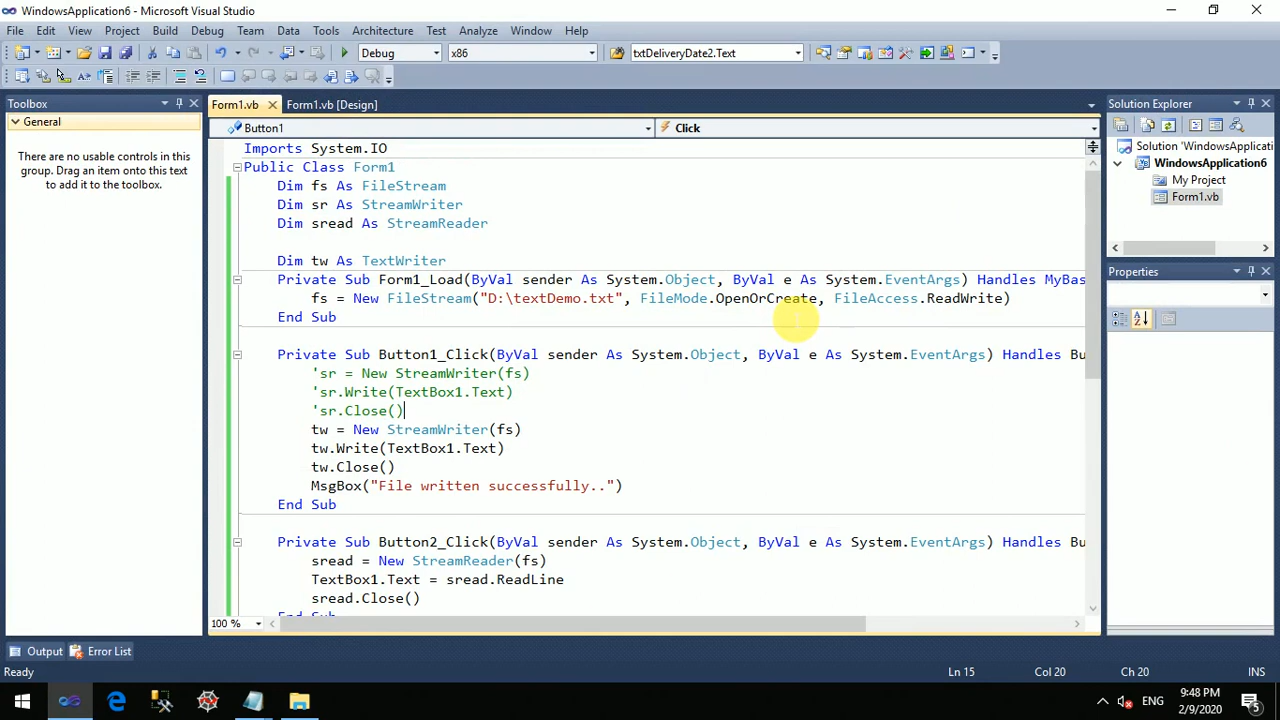 WindowsApplication6 - Microsoft Visual Studio
File Edit View Project Build Debug Team Data Tools Architecture Test Analyze Window Help
Debug x86 txtDeliveryDate2.Text
Toolbox
General
There are no usable controls in this
group. Drag an item onto this text
to add it to the toolbox.
Form1.vb Form1.vb [Design]
Button1 Click
Imports System.IO
Public Class Form1
Dim fs As FileStream
Dim sr As StreamWriter
Dim sread As StreamReader
Dim tw As TextWriter
Private Sub Form1_Load(ByVal sender As System.Object, ByVal e As System.EventArgs) Handles MyBas
fs = New FileStream("D:\textDemo.txt", FileMode.OpenOrCreate, FileAccess.ReadWrite)
End Sub
Private Sub Button1_Click(ByVal sender As System.Object, ByVal e As System.EventArgs) Handles Bu
'sr = New StreamWriter(fs)
'sr.Write(TextBox1.Text)
'sr.Close()
tw = New StreamWriter(fs)
tw.Write(TextBox1.Text)
tw.Close()
MsgBox("File written successfully..")
End Sub
Private Sub Button2_Click(ByVal sender As System.Object, ByVal e As System.EventArgs) Handles Bu
sread = New StreamReader(fs)
TextBox1.Text = sread.ReadLine
sread.Close()
End Sub
100 %
Solution Explorer
Solution 'WindowsApplicati
WindowsApplication6
My Project
Form1.vb
Properties
Output Error List
Ready Ln 15 Col 20 Ch 20 INS
ENG 9:48 PM
2/9/2020 5